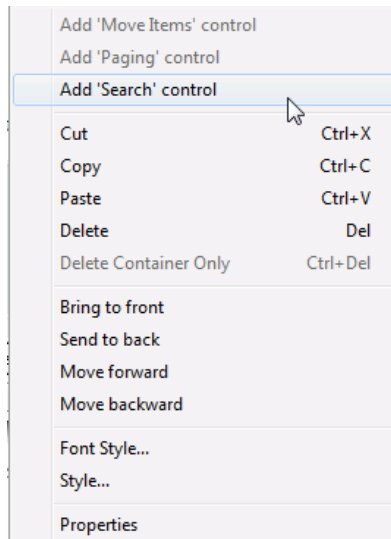 Add 'Move Items' control
Add 'Paging' control
Add 'Search' control
Cut Ctrl+X
Copy Ctrl+C
Paste Ctrl+V
Delete Del
Delete Container Only Ctrl+Del
Bring to front
Send to back
Move forward
Move backward
Font Style...
Style...
Properties